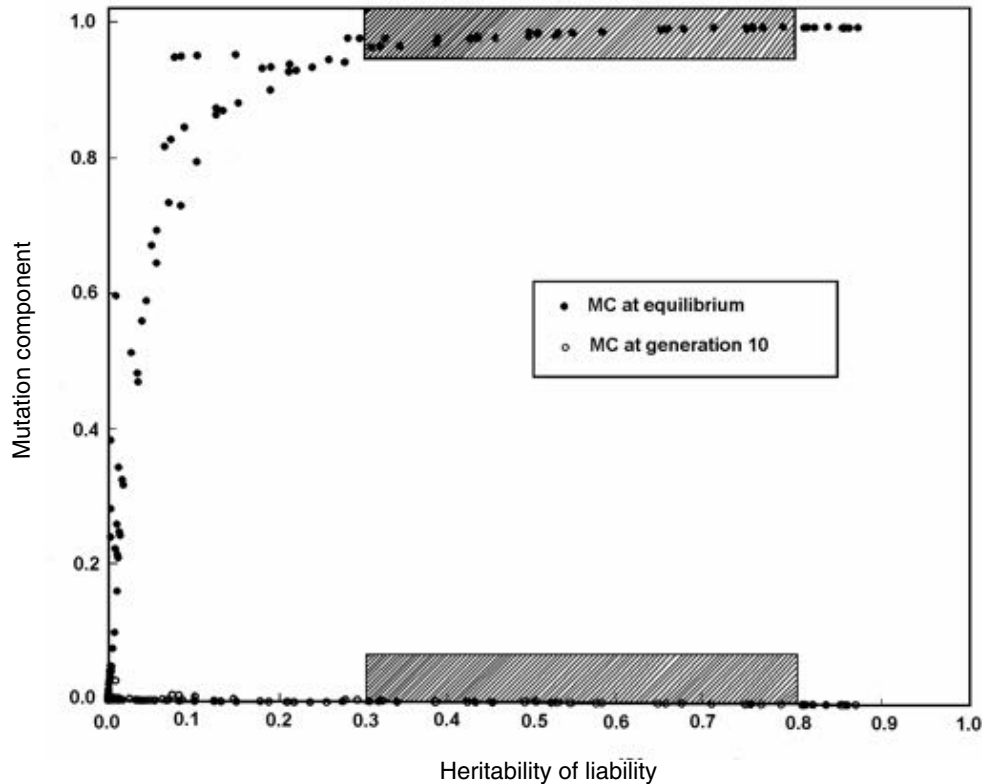 1.0
0.8
0.6
0.4
0.2
0.0
Mutation component
MC at equilibrium
MC at generation 10
0.0 0.1 0.2 0.3 0.4 0.5 0.6 0.7 0.8 0.9 1.0
Heritability of liability